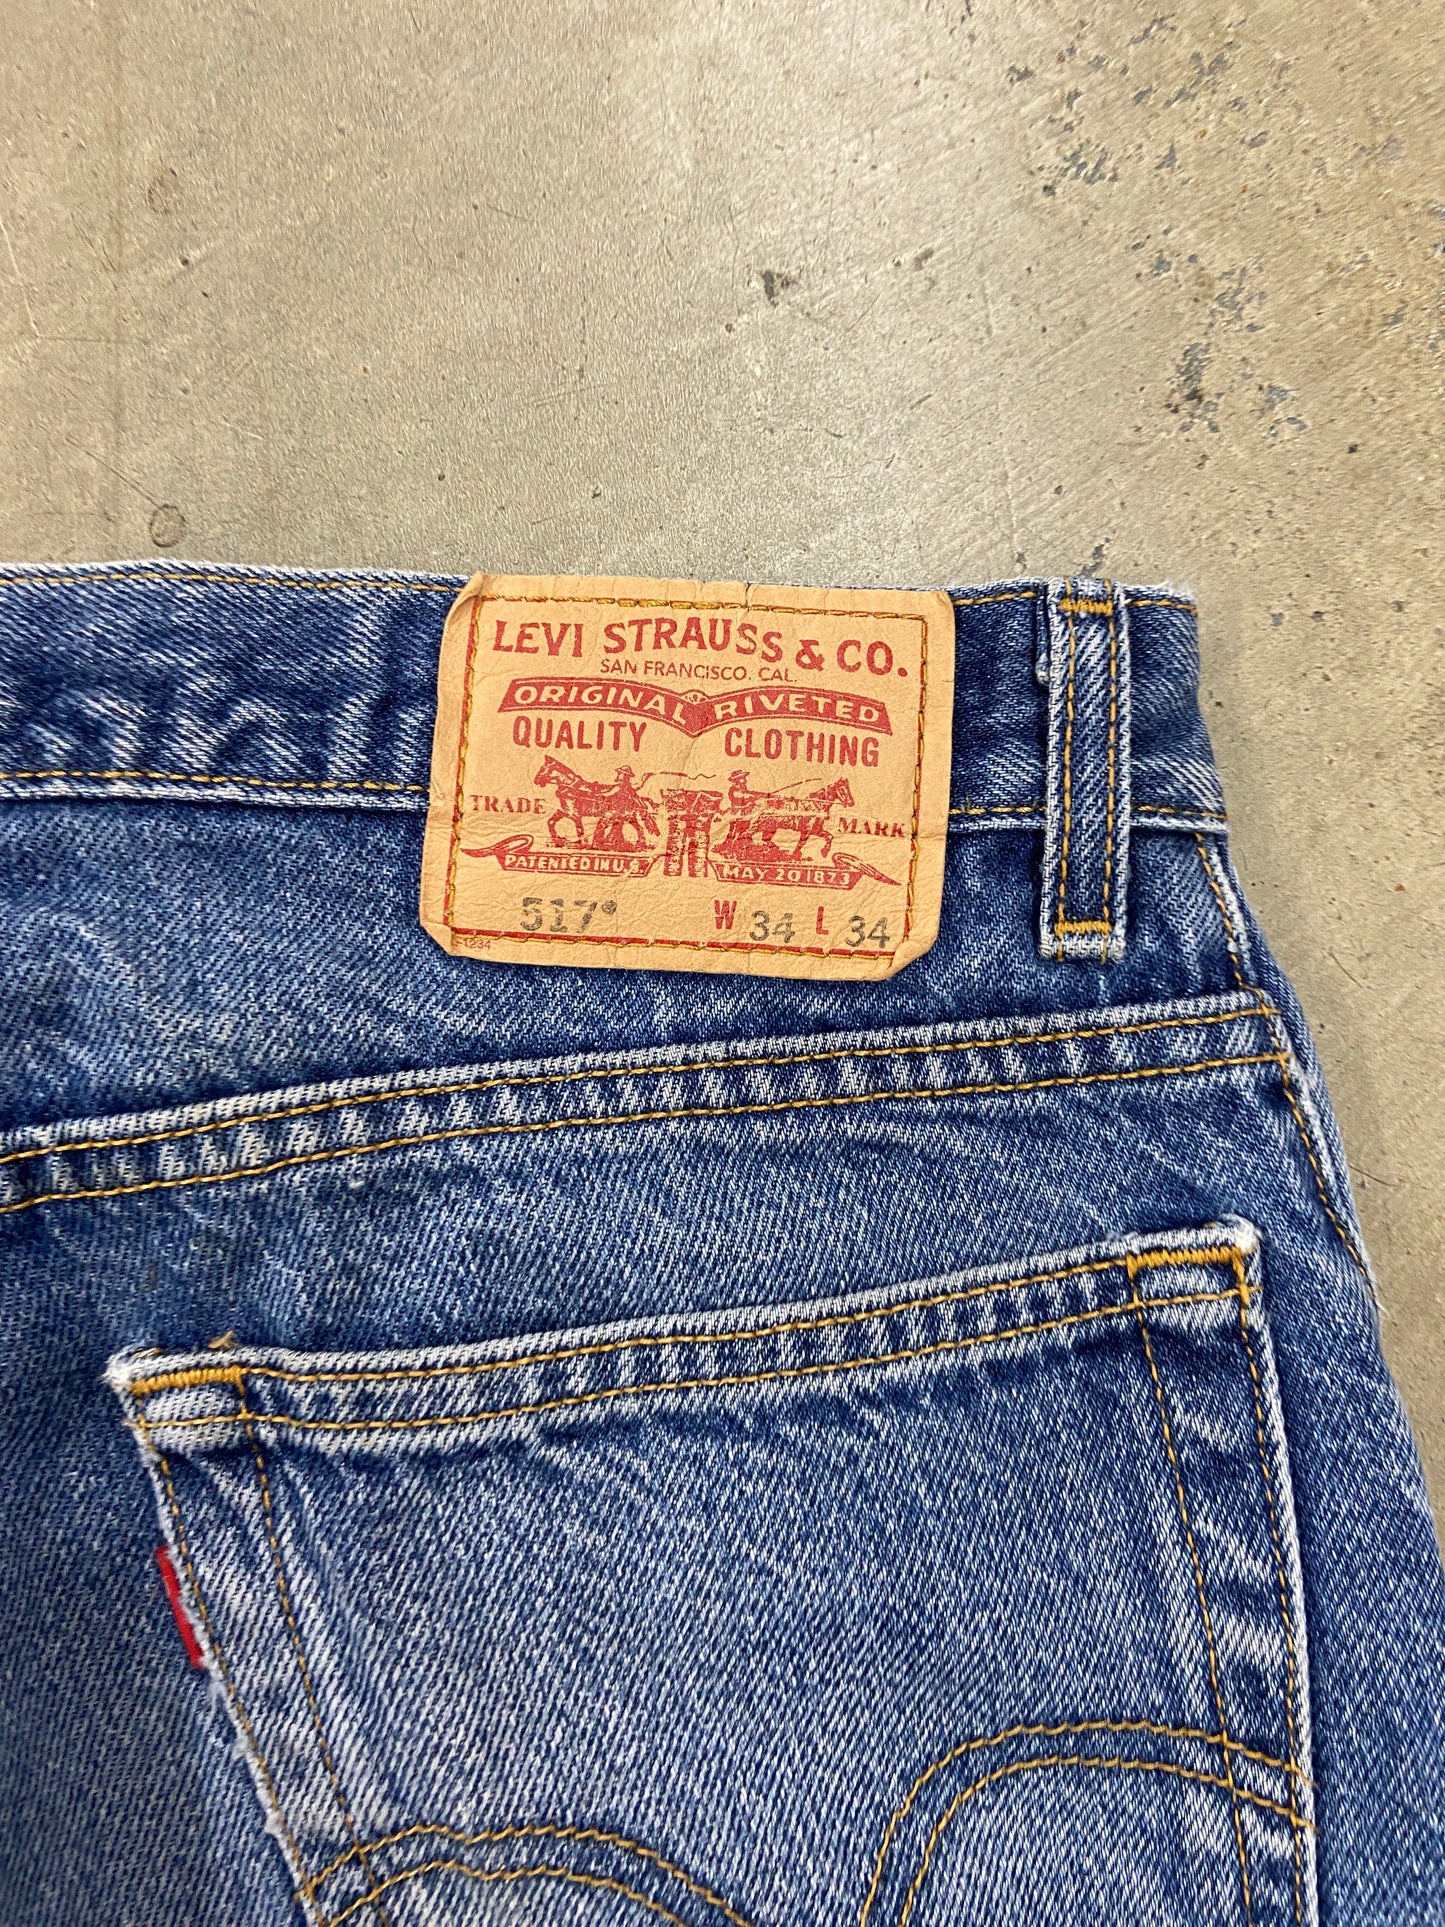 LEVI STRAUSS & CO.
SAN FRANCISCO. CAL.
ORIGINAL RIVETED
QUALITY CLOTHING
TRADE MARK
PATENTED IN U.S. MAY 20 1873
517® W 34 L 34
1234